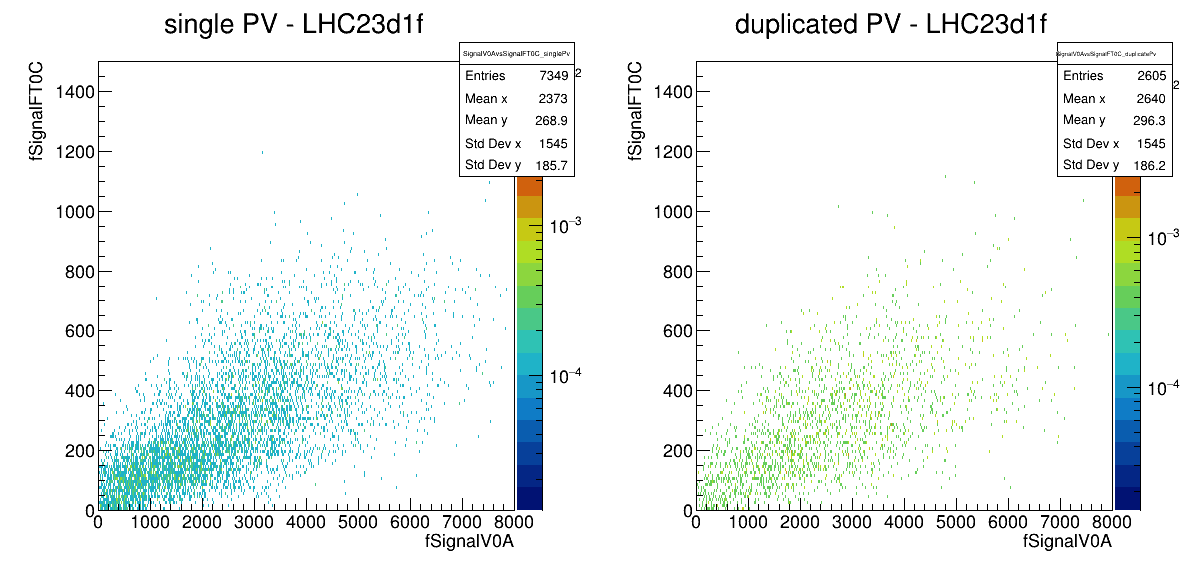 single PV - LHC23d1f
SignalV0AvsSignalFT0C_singlePv
Entries 7349
Mean x 2373
Mean y 268.9
Std Dev x 1545
Std Dev y 185.7
fSignalFT0C
1400
1200
1000
800
600
400
200
0
0 1000 2000 3000 4000 5000 6000 7000 8000
fSignalV0A
2
10−3
10−4
duplicated PV - LHC23d1f
SignalV0AvsSignalFT0C_duplicatePv
Entries 2605
Mean x 2640
Mean y 296.3
Std Dev x 1545
Std Dev y 186.2
fSignalFT0C
1400
1200
1000
800
600
400
200
0
0 1000 2000 3000 4000 5000 6000 7000 8000
fSignalV0A
2
10−3
10−4